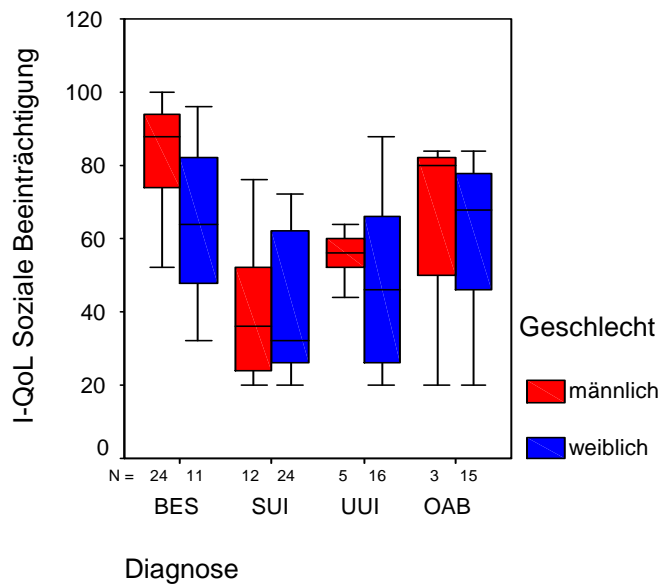 I-QoL Soziale Beeinträchtigung
120
100
80
60
40
20
0
N = 24 11 12 24 5 16 3 15
BES SUI UUI OAB
Diagnose
Geschlecht
männlich
weiblich